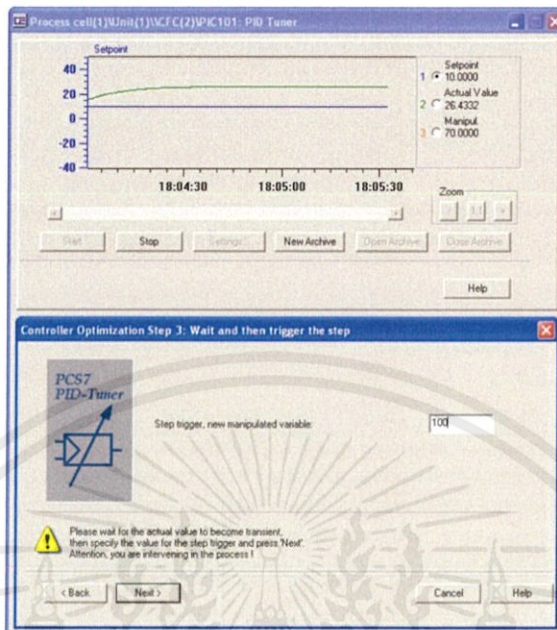 Process cell(1)\Unit(1)\\CFC(2)\PIC101: PID Tuner
Setpoint
40
20
0
-20
-40
18:04:30
18:05:00
18:05:30
Setpoint
1 10.0000
Actual Value
2 26.4332
Manipul.
3 70.0000
Zoom
1:1
Start
Stop
Settings...
New Archive
Open Archive
Close Archive
Help
Controller Optimization Step 3: Wait and then trigger the step
PCS7
PID-Tuner
Step trigger, new manipulated variable:
100
Please wait for the actual value to become transient,
then specify the value for the step trigger and press 'Next'.
Attention, you are intervening in the process !
< Back
Next >
Cancel
Help